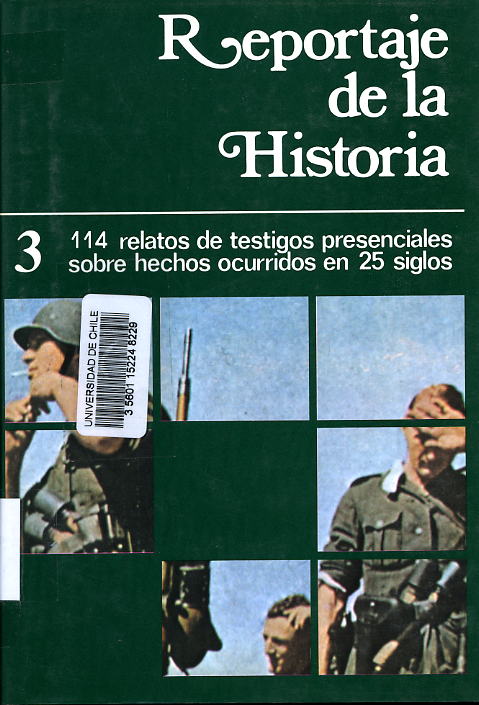 Reportaje
de la
Historia
3
114 relatos de testigos presenciales
sobre hechos ocurridos en 25 siglos
UNIVERSIDAD DE CHILE
3 5601 15224 8229